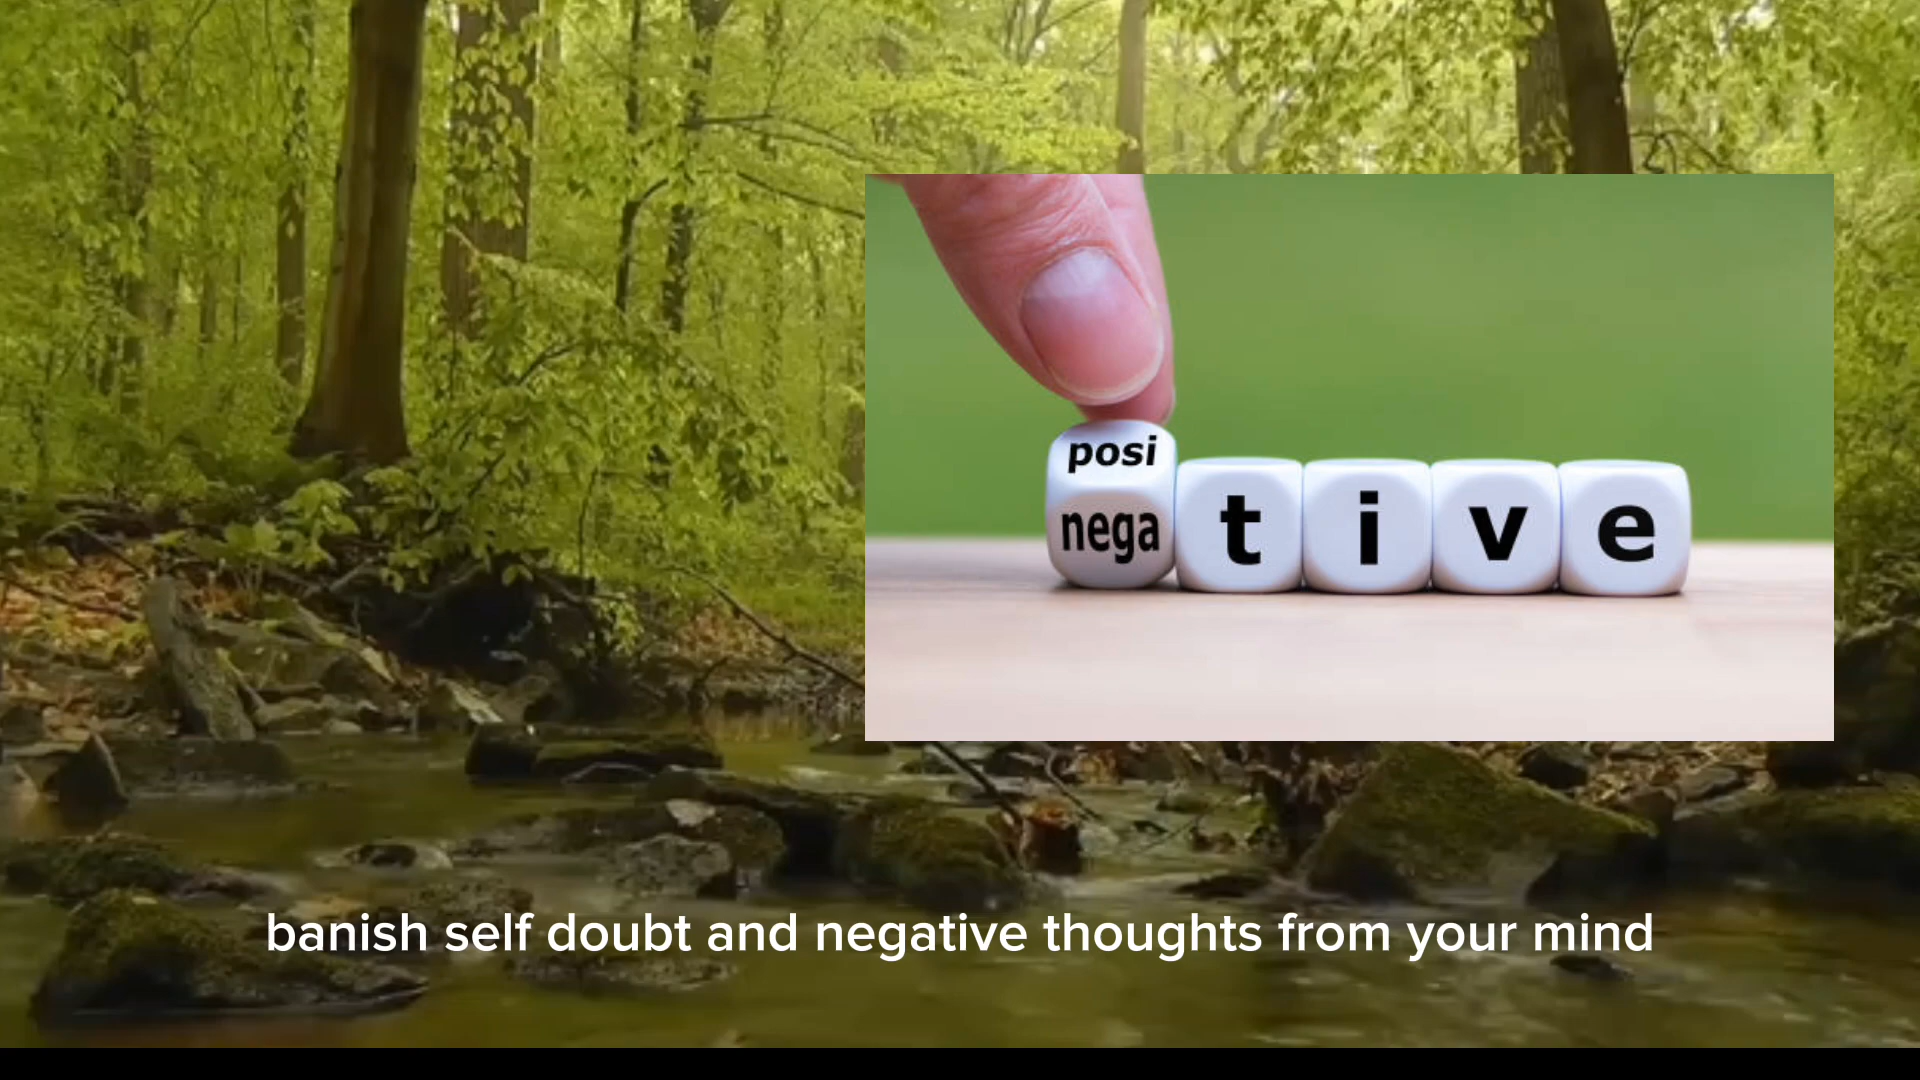 posi
nega t i v e
banish self doubt and negative thoughts from your mind